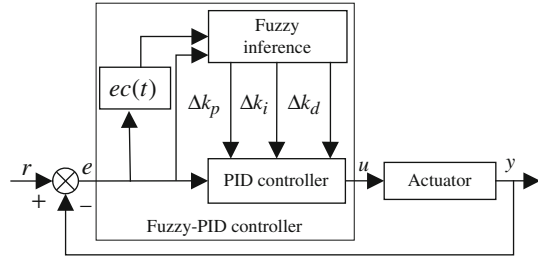 Fuzzy
inference
ec(t)
Δk_p Δk_i Δk_d
r e PID controller u Actuator y
+
−
Fuzzy-PID controller